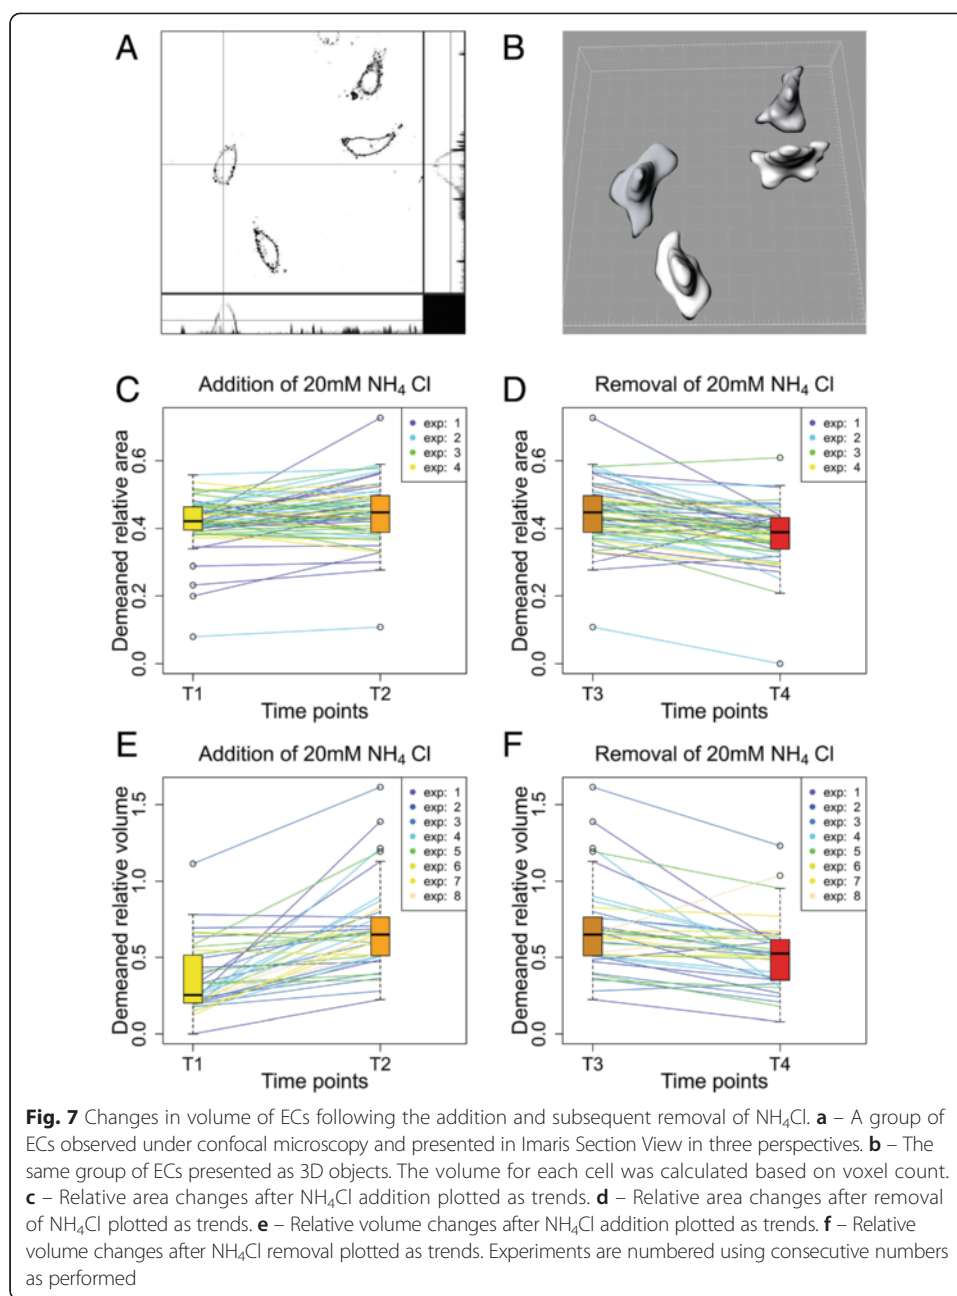 A
B
C
Addition of 20mM NH₄ Cl
Demeaned relative area
0.6
0.4
0.2
0.0
exp: 1
exp: 2
exp: 3
exp: 4
T1
T2
Time points
D
Removal of 20mM NH₄ Cl
Demeaned relative area
0.6
0.4
0.2
0.0
exp: 1
exp: 2
exp: 3
exp: 4
T3
T4
Time points
E
Addition of 20mM NH₄ Cl
Demeaned relative volume
1.5
1.0
0.5
0.0
exp: 1
exp: 2
exp: 3
exp: 4
exp: 5
exp: 6
exp: 7
exp: 8
T1
T2
Time points
F
Removal of 20mM NH₄ Cl
Demeaned relative volume
1.5
1.0
0.5
0.0
exp: 1
exp: 2
exp: 3
exp: 4
exp: 5
exp: 6
exp: 7
exp: 8
T3
T4
Time points
Fig. 7 Changes in volume of ECs following the addition and subsequent removal of NH₄Cl. a – A group of
ECs observed under confocal microscopy and presented in Imaris Section View in three perspectives. b – The
same group of ECs presented as 3D objects. The volume for each cell was calculated based on voxel count.
c – Relative area changes after NH₄Cl addition plotted as trends. d – Relative area changes after removal
of NH₄Cl plotted as trends. e – Relative volume changes after NH₄Cl addition plotted as trends. f – Relative
volume changes after NH₄Cl removal plotted as trends. Experiments are numbered using consecutive numbers
as performed